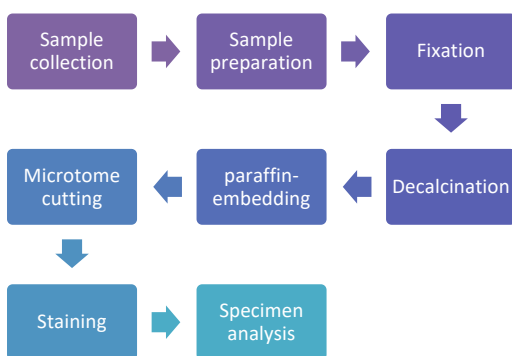 Sample
collection
Sample
preparation
Fixation
Decalcination
paraffin-
embedding
Microtome
cutting
Staining
Specimen
analysis